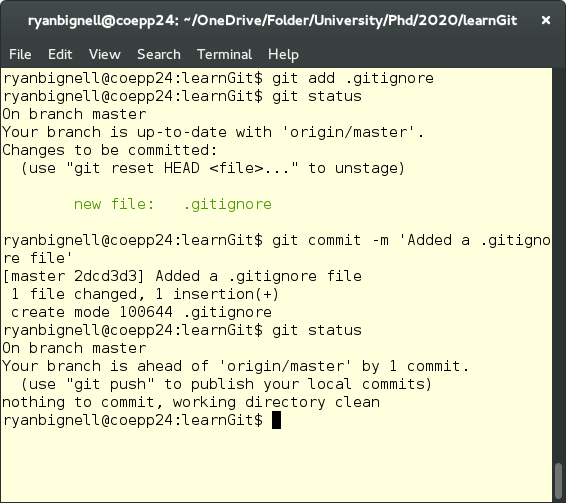 ryanbignell@coepp24: ~/OneDrive/Folder/University/Phd/2020/learnGit ×
File Edit View Search Terminal Help
ryanbignell@coepp24:learnGit$ git add .gitignore
ryanbignell@coepp24:learnGit$ git status
On branch master
Your branch is up-to-date with 'origin/master'.
Changes to be committed:
  (use "git reset HEAD <file>..." to unstage)
        new file:   .gitignore
ryanbignell@coepp24:learnGit$ git commit -m 'Added a .gitigno
re file'
[master 2dcd3d3] Added a .gitignore file
 1 file changed, 1 insertion(+)
 create mode 100644 .gitignore
ryanbignell@coepp24:learnGit$ git status
On branch master
Your branch is ahead of 'origin/master' by 1 commit.
  (use "git push" to publish your local commits)
nothing to commit, working directory clean
ryanbignell@coepp24:learnGit$